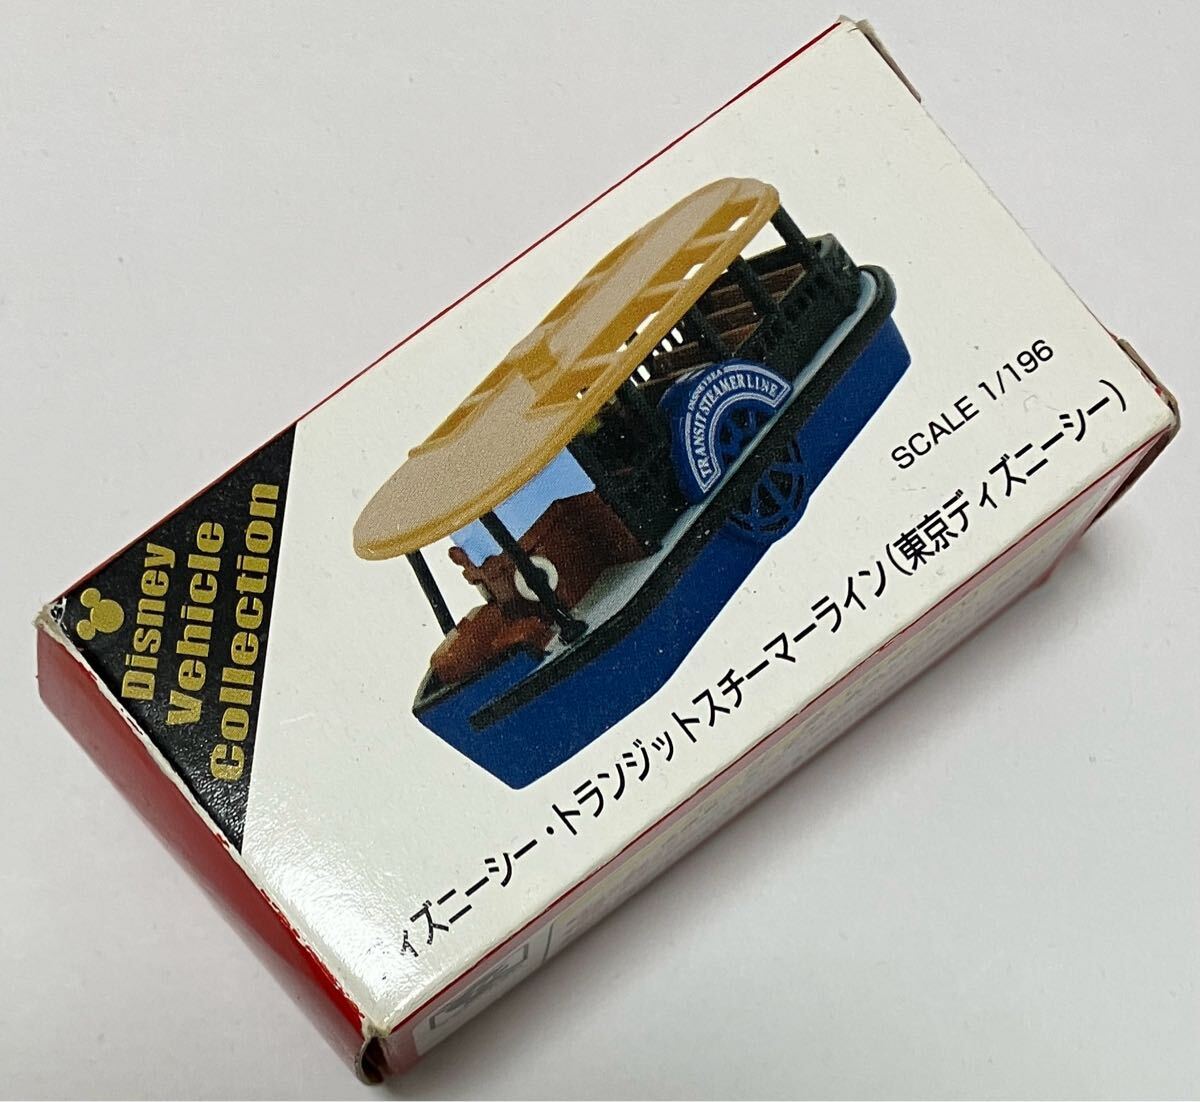 Disney
Vehicle
collection
DISNEYSEA
TRANSIT STEAMER LINE
SCALE 1/196
ィズニーシー・トランジットスチーマーライン(東京ディズニーシー)